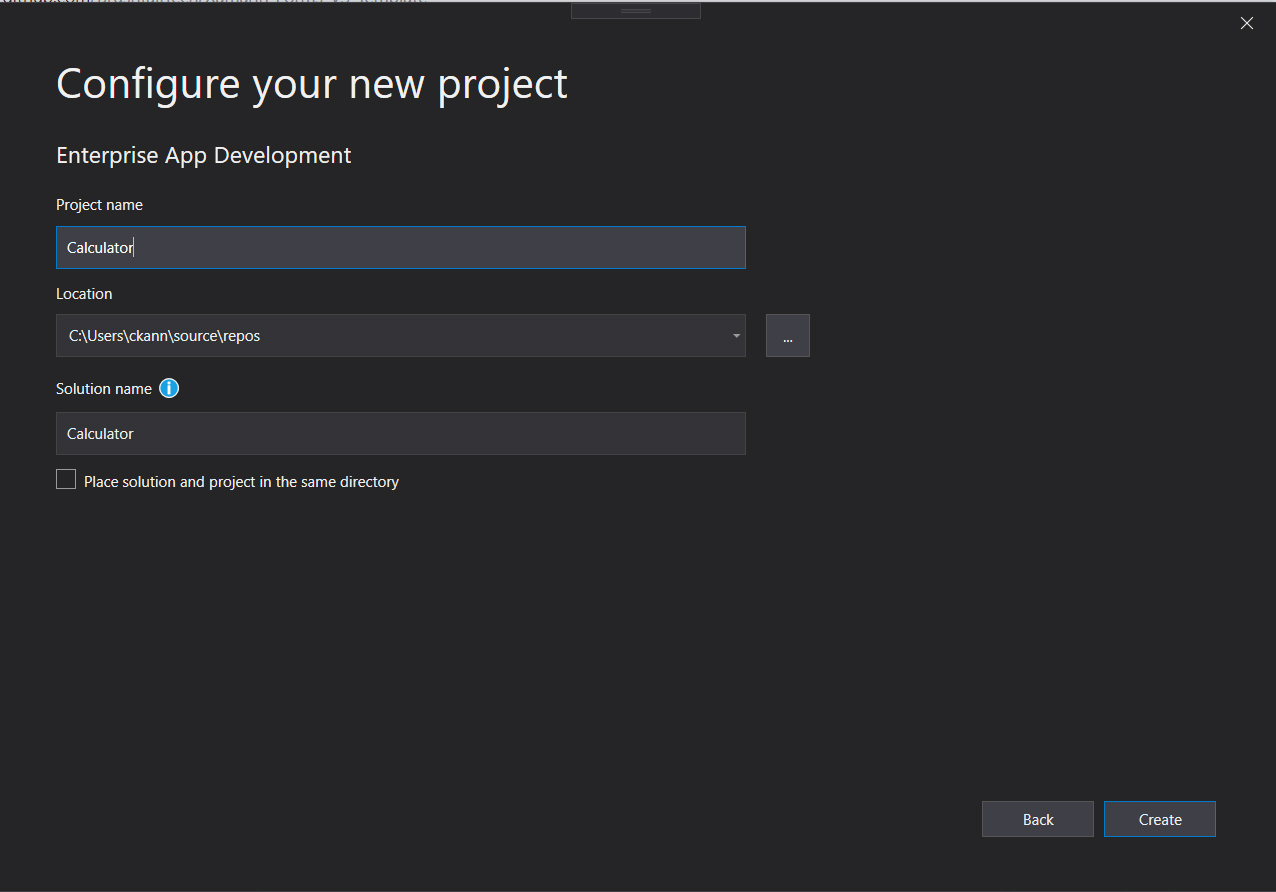 Configure your new project
Enterprise App Development
Project name
Calculator
Location
C:\Users\ckann\source\repos
...
Solution name
Calculator
Place solution and project in the same directory
Back
Create